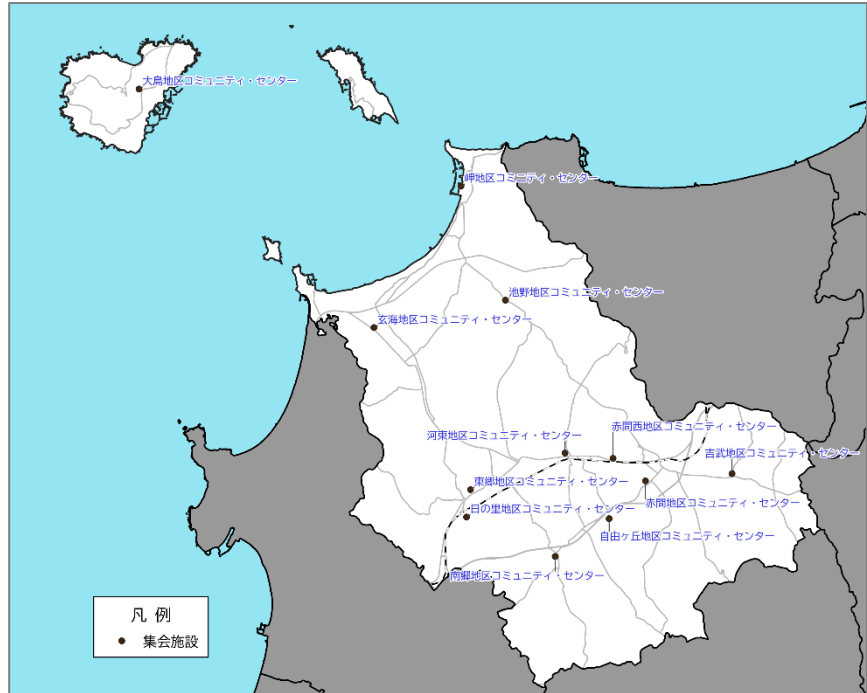 大島地区コミュニティ・センター
岬地区コミニティ・センター
池野地区コミュニティ・センター
玄海地区コミュニティ・センター
赤間西地区コミュニティ・センター
河東地区コミュニティ・センター
吉武地区コミュニティ・センター
東郷地区コミュニティ・センター
赤間地区コミュニティ・センター
日の里地区コミュニティ・センター
自由ヶ丘地区コミュニティ・センター
南郷地区コミュニティ・センター
凡 例
集会施設